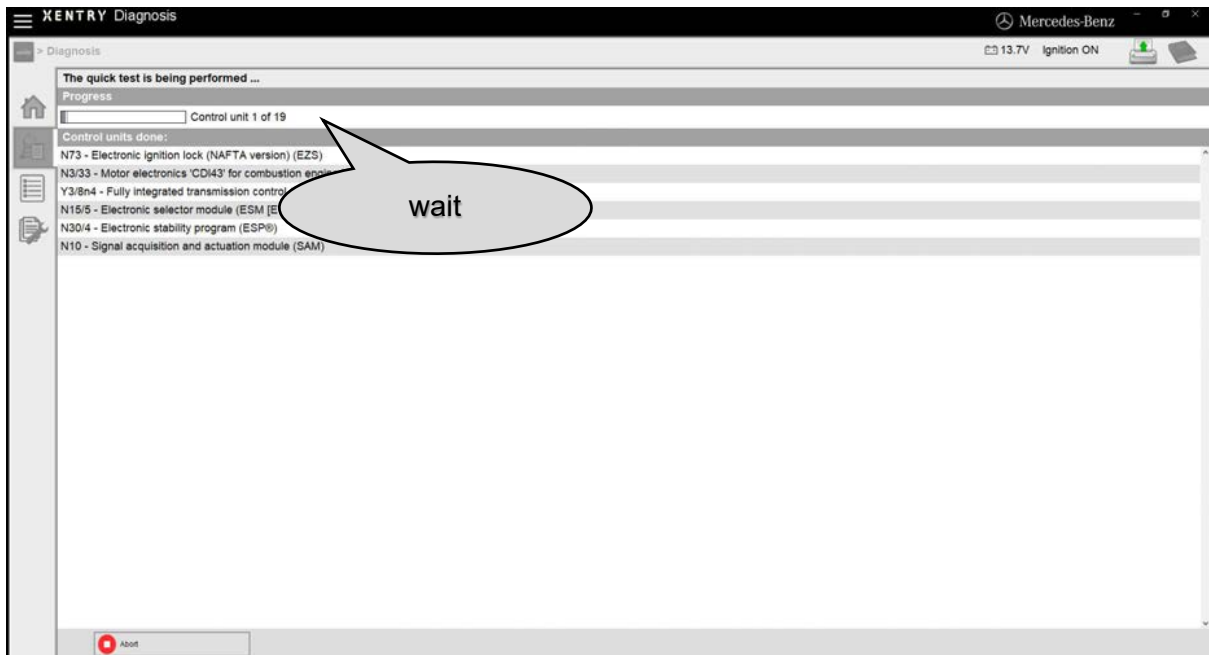 XENTRY Diagnosis
Mercedes-Benz
> Diagnosis
13.7V Ignition ON
The quick test is being performed ...
Progress
Control unit 1 of 19
Control units done:
N73 - Electronic ignition lock (NAFTA version) (EZS)
N3/33 - Motor electronics 'CDI43' for combustion
Y3/8n4 - Fully integrated transmission control
N15/5 - Electronic selector module (ESM
N30/4 - Electronic stability program (ESP®)
N10 - Signal acquisition and actuation module (SAM)
wait
Abort